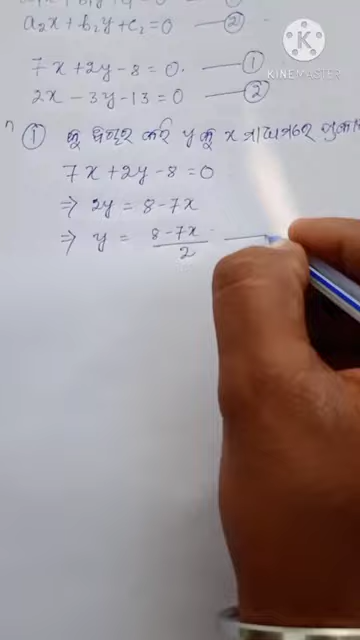 a₂x + b₂y + c₂ = 0 —— ②
7x + 2y - 8 = 0. —— ①
2x - 3y - 13 = 0 —— ②
KINEMASTER
① କୁ ବିଚାର କରି y କୁ x ମାଧ୍ୟମରେ
7x + 2y - 8 = 0
⇒ 2y = 8 - 7x
⇒ y = (8 - 7x)/2 ——